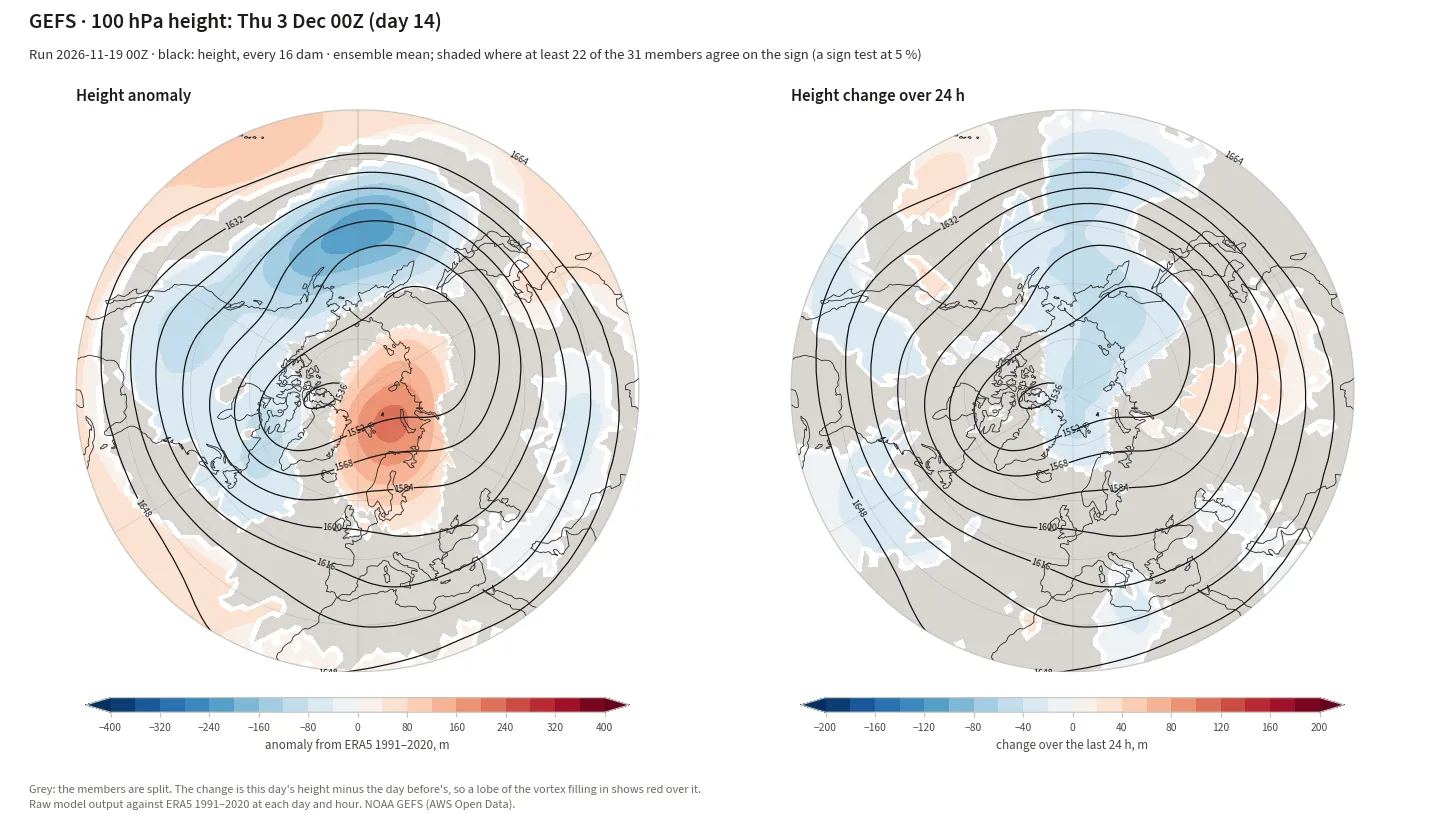 GEFS · 100 hPa height: Thu 3 Dec 00Z (day 14)
Run 2026-11-19 00Z · black: height, every 16 dam · ensemble mean; shaded where at least 22 of the 31 members agree on the sign (a sign test at 5 %)
Height anomaly
Height change over 24 h
1664
1632
1536
1552
1568
1584
1600
1616
1648
1648
1664
1632
1536
1552
1568
1584
1600
1616
1648
1648
−400 −320 −240 −160 −80 0 80 160 240 320 400
anomaly from ERA5 1991–2020, m
−200 −160 −120 −80 −40 0 40 80 120 160 200
change over the last 24 h, m
Grey: the members are split. The change is this day's height minus the day before's, so a lobe of the vortex filling in shows red over it.
Raw model output against ERA5 1991–2020 at each day and hour. NOAA GEFS (AWS Open Data).